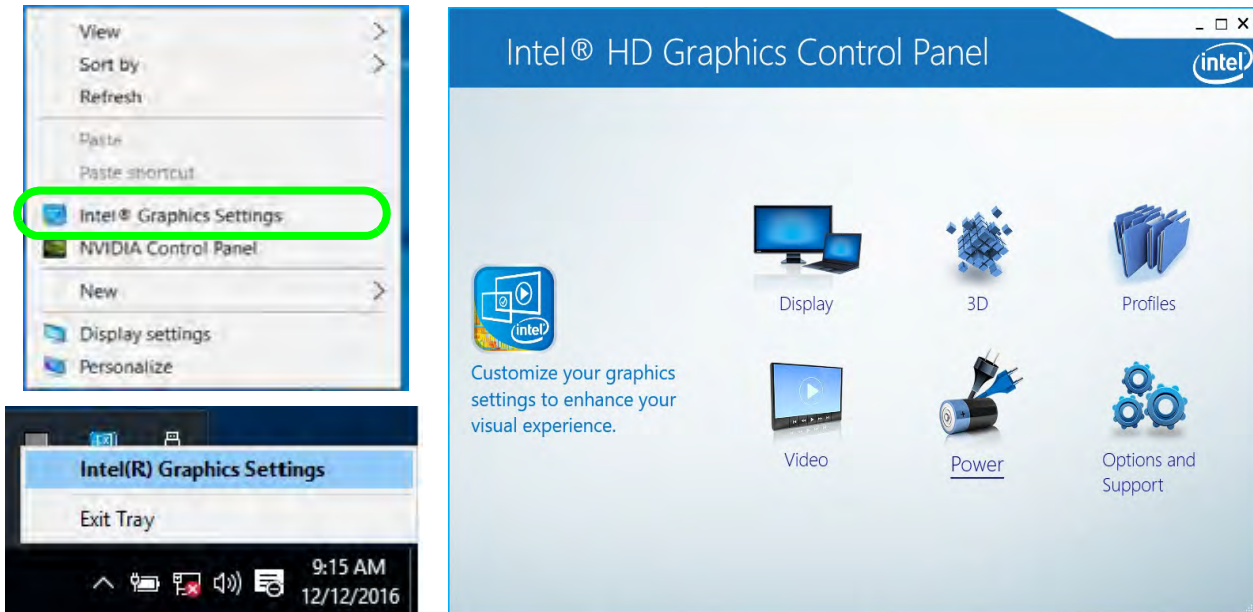 View
Sort by
Refresh
Paste
Paste shortcut
Intel® Graphics Settings
NVIDIA Control Panel
New
Display settings
Personalize
Intel(R) Graphics Settings
Exit Tray
9:15 AM
12/12/2016
Intel® HD Graphics Control Panel
intel
Display
3D
Profiles
intel
Customize your graphics
settings to enhance your
visual experience.
Video
Power
Options and
Support